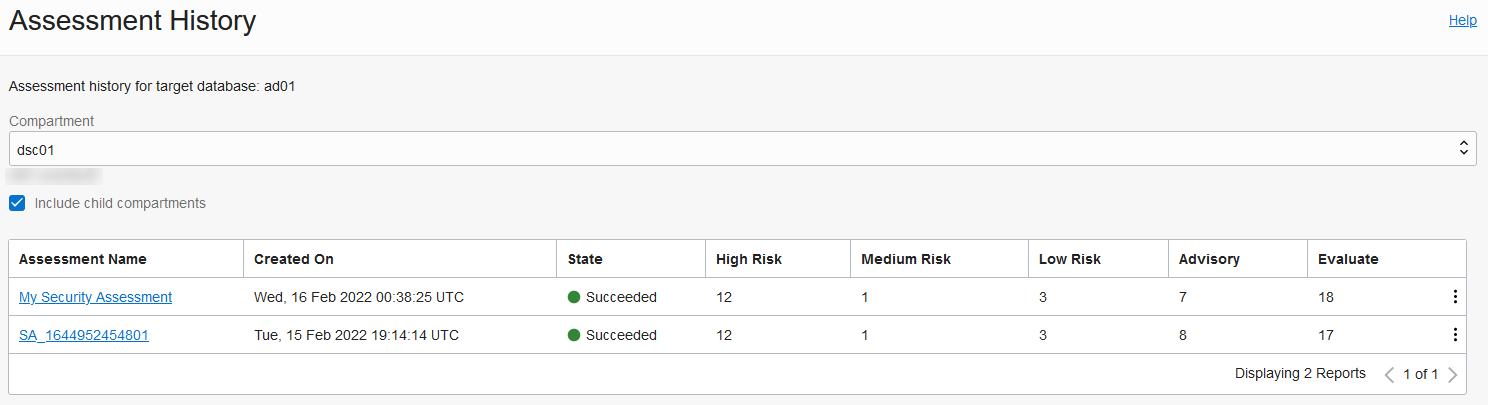 Assessment History
Help
Assessment history for target database: ad01
Compartment
dsc01
Include child compartments
Assessment Name Created On State High Risk Medium Risk Low Risk Advisory Evaluate
My Security Assessment Wed, 16 Feb 2022 00:38:25 UTC Succeeded 12 1 3 7 18
SA_1644952454801 Tue, 15 Feb 2022 19:14:14 UTC Succeeded 12 1 3 8 17
Displaying 2 Reports 1 of 1